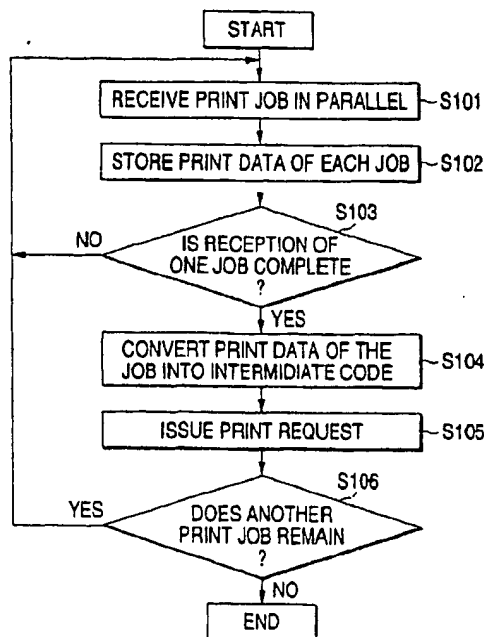 START
RECEIVE PRINT JOB IN PARALLEL
S101
STORE PRINT DATA OF EACH JOB
S102
S103
NO
IS RECEPTION OF
ONE JOB COMPLETE
?
YES
CONVERT PRINT DATA OF THE
JOB INTO INTERMIDIATE CODE
S104
ISSUE PRINT REQUEST
S105
S106
YES
DOES ANOTHER
PRINT JOB REMAIN
?
NO
END